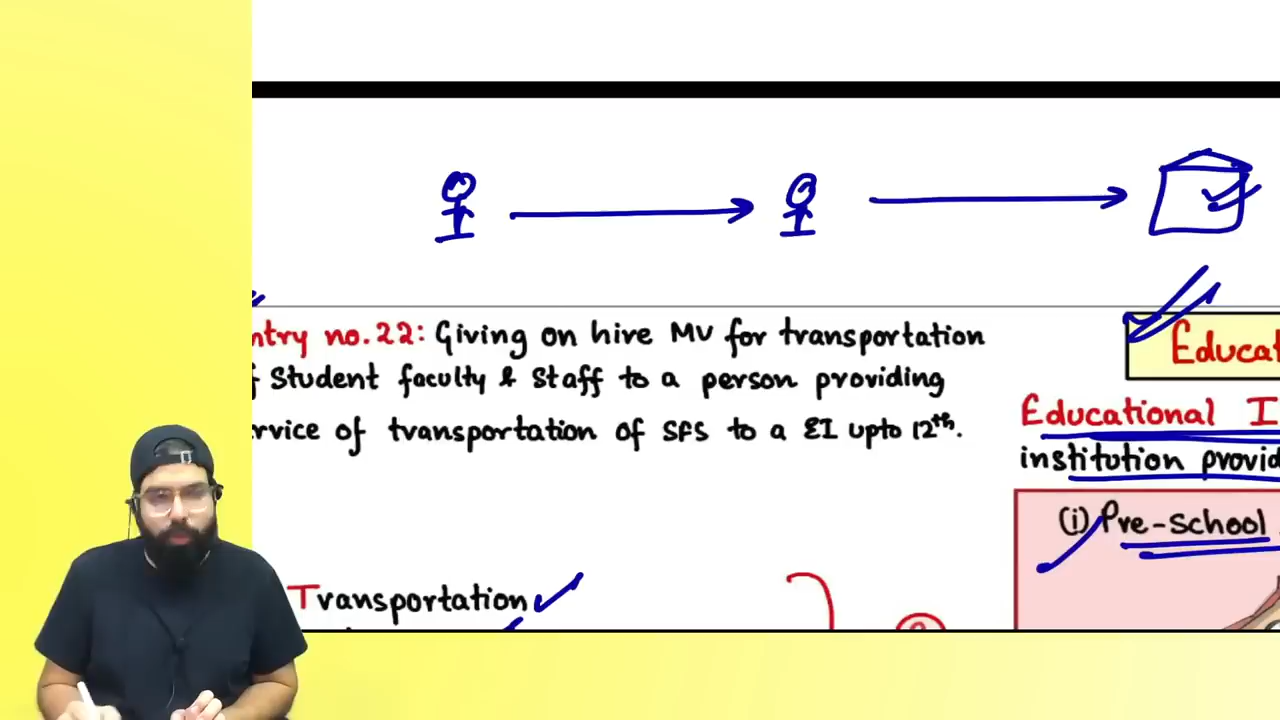 ntry no.22: Giving on hire MV for transportation
f Student faculty & Staff to a person providing
rvice of transportation of SFS to a EI upto 12th.
Transportation
Educat
Educational I
institution provid
(i) Pre-School